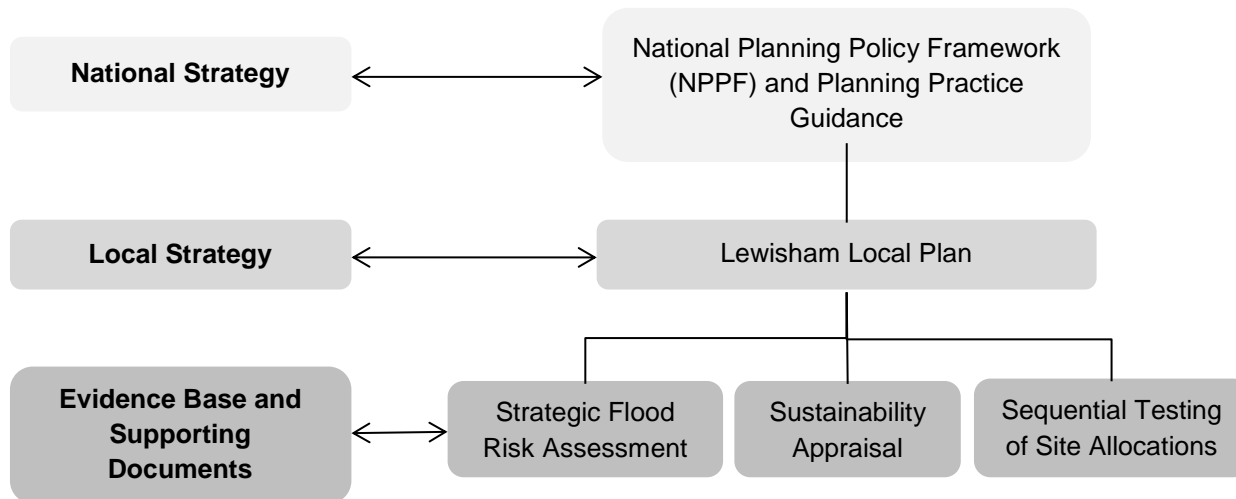 National Strategy
National Planning Policy Framework
(NPPF) and Planning Practice
Guidance
Local Strategy
Lewisham Local Plan
Evidence Base and
Supporting
Documents
Strategic Flood
Risk Assessment
Sustainability
Appraisal
Sequential Testing
of Site Allocations